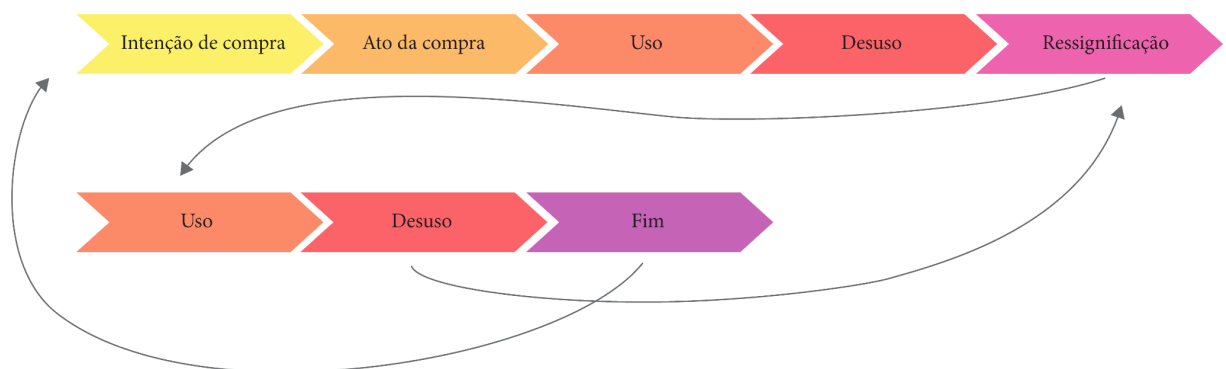 Intenção de compra
Ato da compra
Uso
Desuso
Ressignificação
Uso
Desuso
Fim